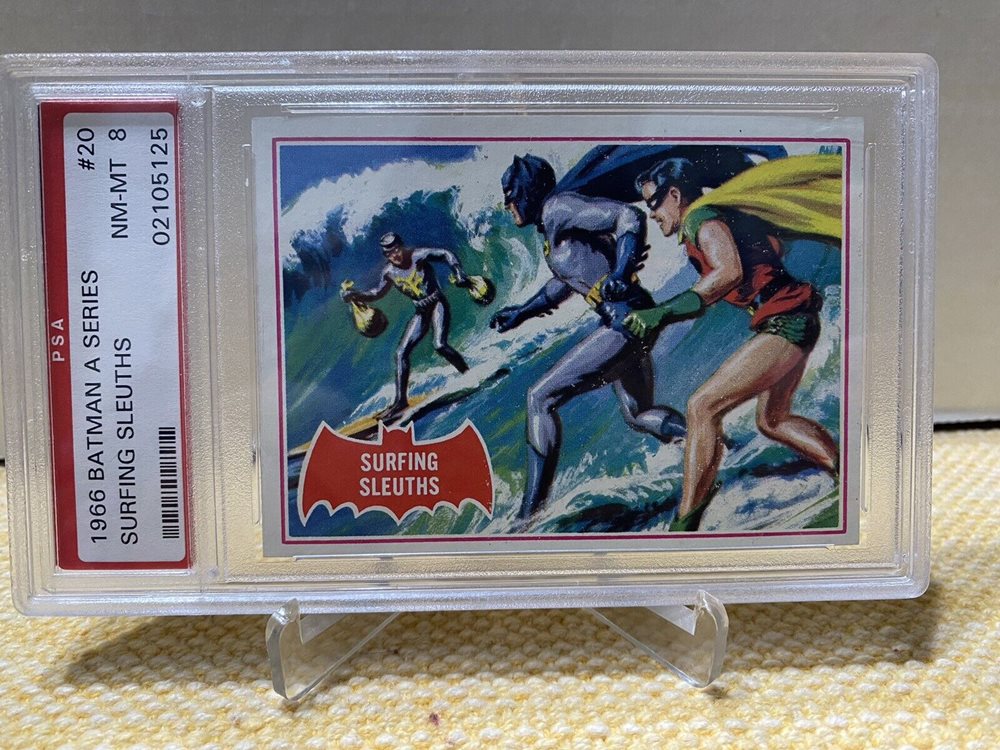 PSA
1966 BATMAN A SERIES #20
SURFING SLEUTHS NM-MT 8
02105125
SURFING
SLEUTHS